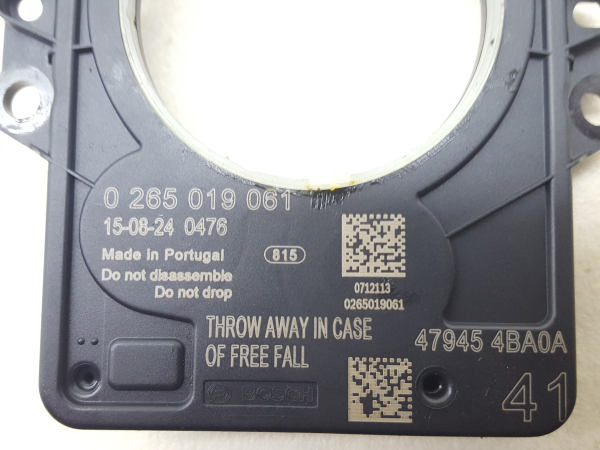 0 265 019 061
15-08-24 0476
Made in Portugal
815
Do not disassemble
Do not drop
0712113
0265019061
THROW AWAY IN CASE
OF FREE FALL
47945 4BA0A
BOSCH
41